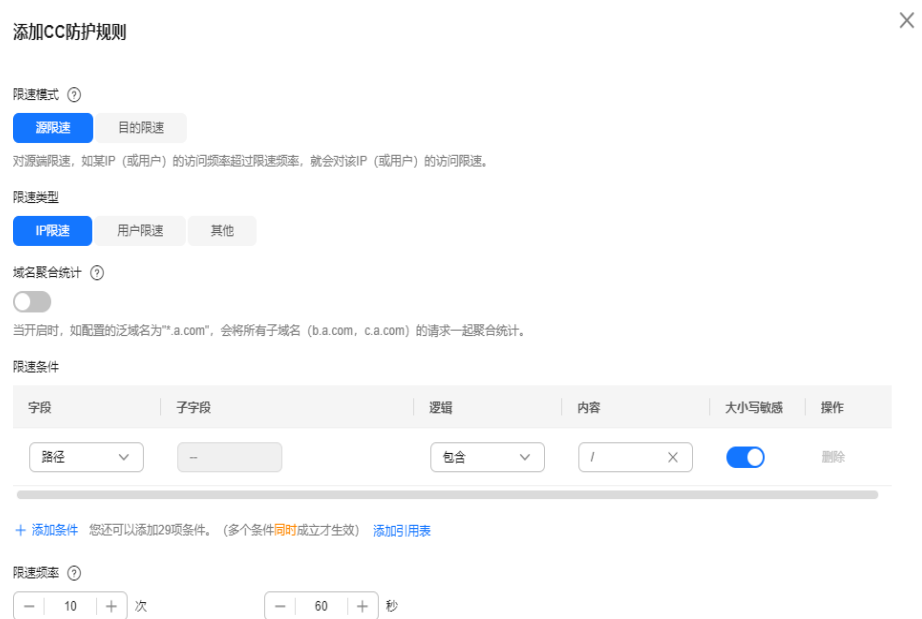 添加CC防护规则
限速模式 ?
源限速 目的限速
对源端限速，如某IP（或用户）的访问频率超过限速频率，就会对该IP（或用户）的访问限速。
限速类型
IP限速 用户限速 其他
域名聚合统计 ?
当开启时，如配置的泛域名为"*.a.com"，会将所有子域名（b.a.com，c.a.com）的请求一起聚合统计。
限速条件
字段 子字段 逻辑 内容 大小写敏感 操作
路径 -- 包含 / 删除
+ 添加条件 您还可以添加29项条件。（多个条件同时成立才生效） 添加引用表
限速频率 ?
− 10 + 次 − 60 + 秒